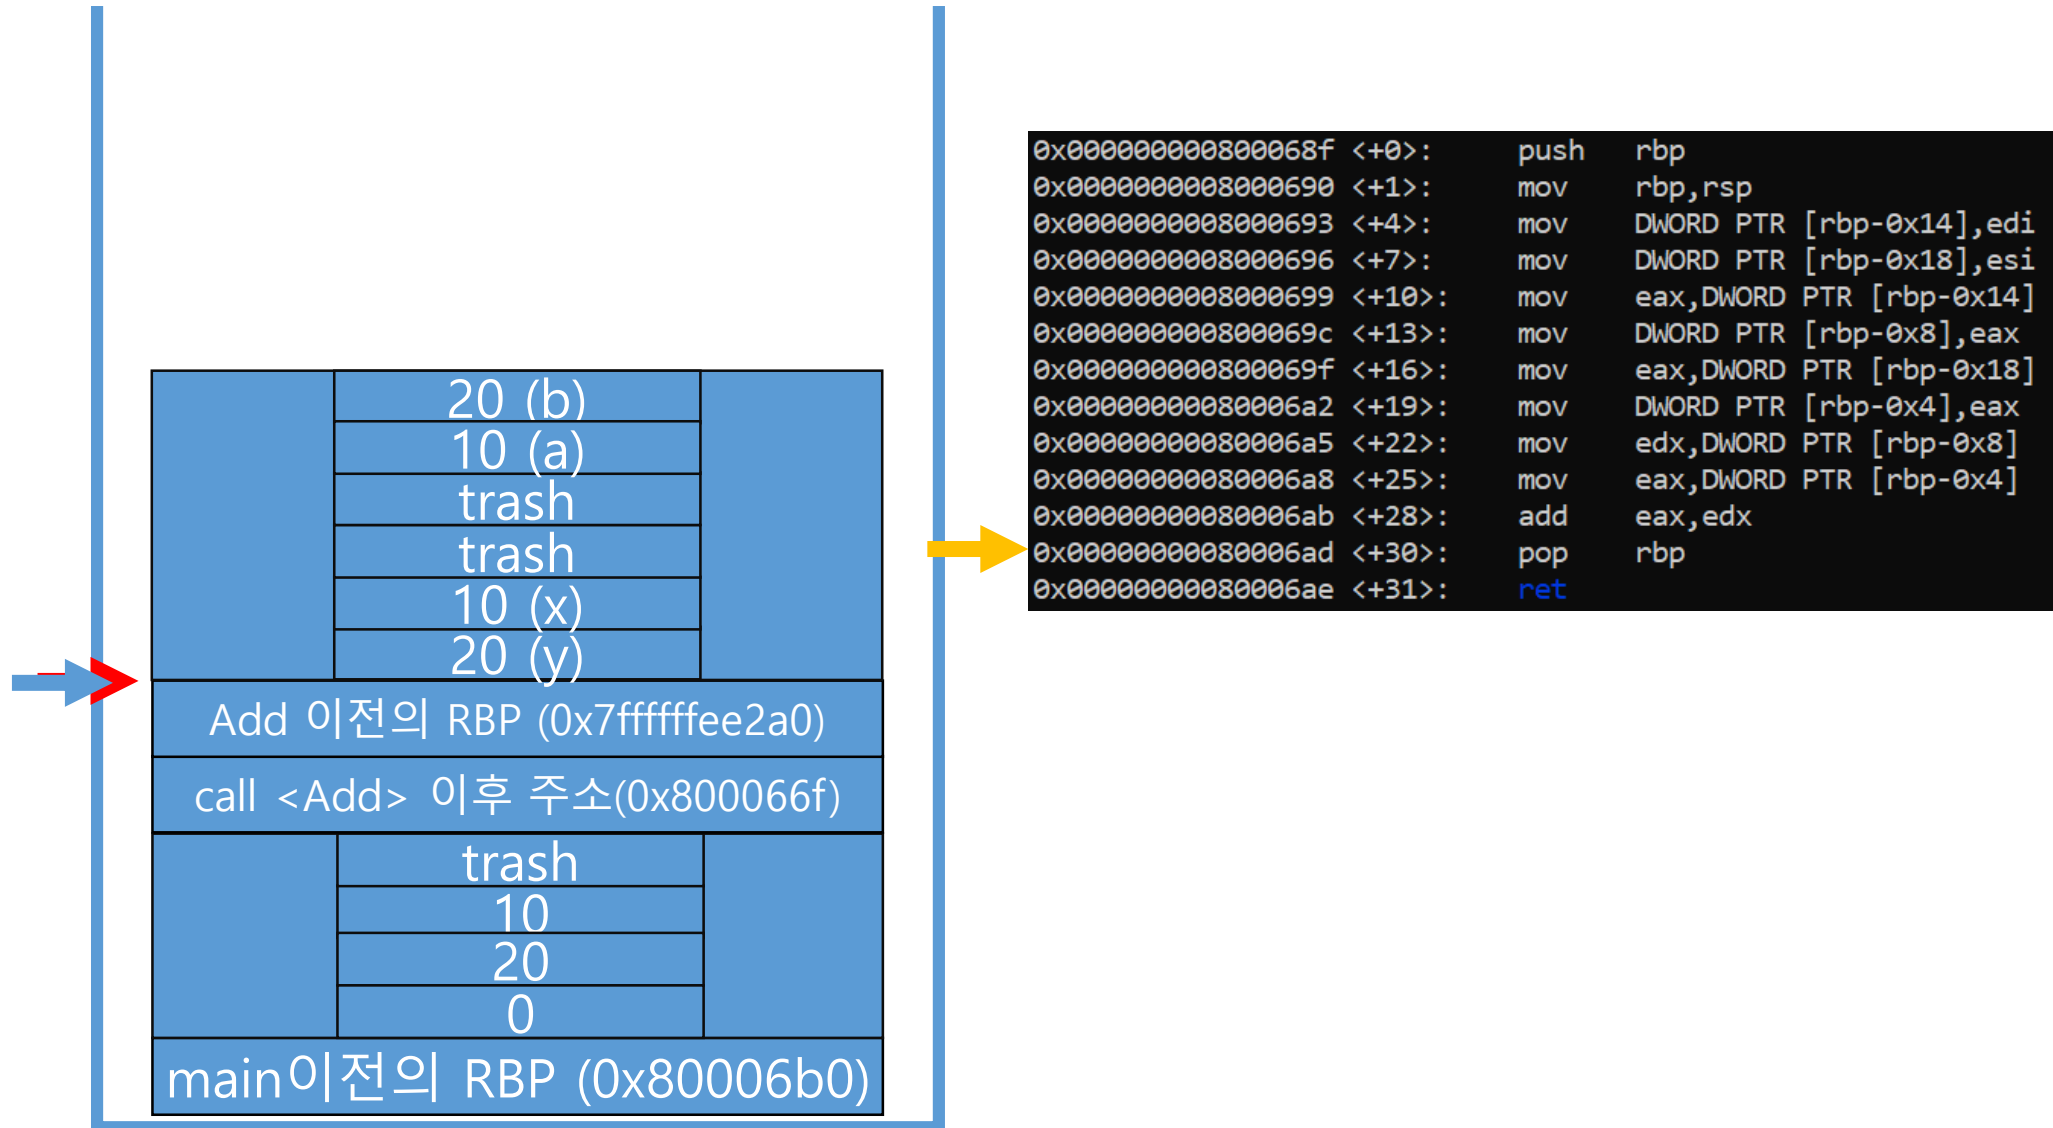 20 (b)
10 (a)
trash
trash
10 (x)
20 (y)
Add 이전의 RBP (0x7ffffffee2a0)
call <Add> 이후 주소(0x800066f)
trash
10
20
0
main이전의 RBP (0x80006b0)
0x000000000800068f <+0>: push rbp
0x0000000008000690 <+1>: mov rbp,rsp
0x0000000008000693 <+4>: mov DWORD PTR [rbp-0x14],edi
0x0000000008000696 <+7>: mov DWORD PTR [rbp-0x18],esi
0x0000000008000699 <+10>: mov eax,DWORD PTR [rbp-0x14]
0x000000000800069c <+13>: mov DWORD PTR [rbp-0x8],eax
0x000000000800069f <+16>: mov eax,DWORD PTR [rbp-0x18]
0x00000000080006a2 <+19>: mov DWORD PTR [rbp-0x4],eax
0x00000000080006a5 <+22>: mov edx,DWORD PTR [rbp-0x8]
0x00000000080006a8 <+25>: mov eax,DWORD PTR [rbp-0x4]
0x00000000080006ab <+28>: add eax,edx
0x00000000080006ad <+30>: pop rbp
0x00000000080006ae <+31>: ret